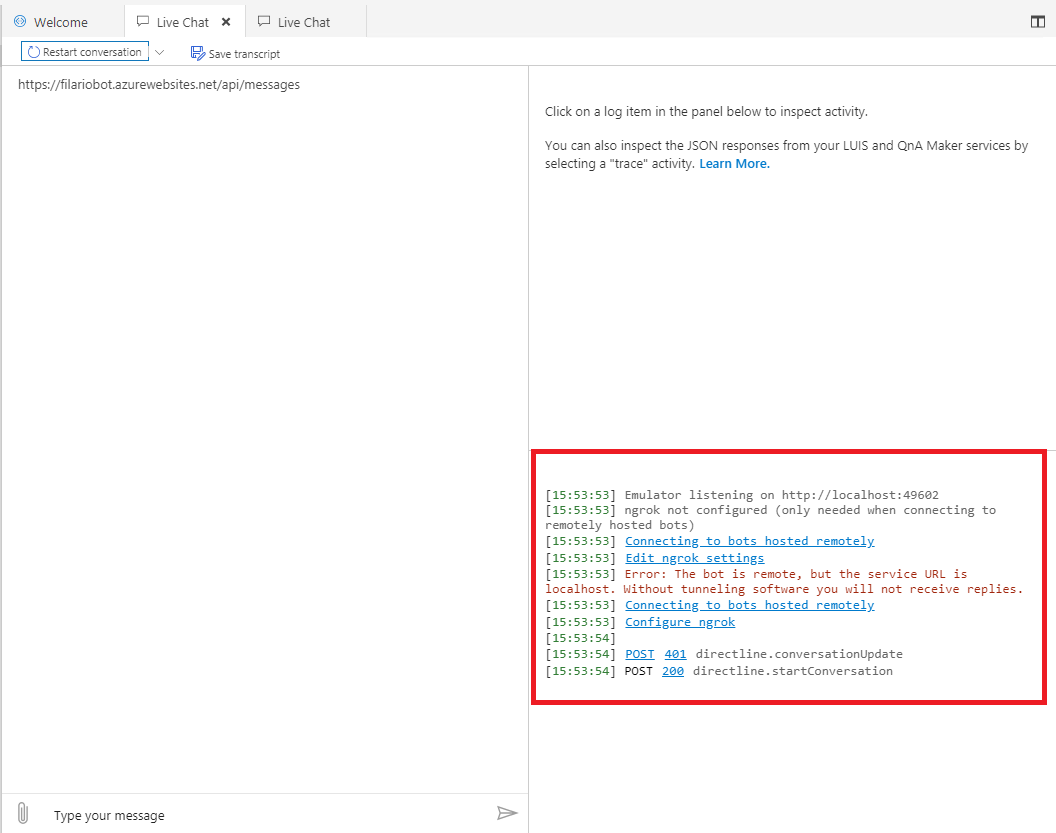 Welcome
Live Chat
Live Chat
Restart conversation
Save transcript
https://filariobot.azurewebsites.net/api/messages
Click on a log item in the panel below to inspect activity.
You can also inspect the JSON responses from your LUIS and QnA Maker services by
selecting a "trace" activity. Learn More.
[15:53:53] Emulator listening on http://localhost:49602
[15:53:53] ngrok not configured (only needed when connecting to
remotely hosted bots)
[15:53:53] Connecting to bots hosted remotely
[15:53:53] Edit ngrok settings
[15:53:53] Error: The bot is remote, but the service URL is
localhost. Without tunneling software you will not receive replies.
[15:53:53] Connecting to bots hosted remotely
[15:53:53] Configure ngrok
[15:53:54]
[15:53:54] POST 401 directline.conversationUpdate
[15:53:54] POST 200 directline.startConversation
Type your message